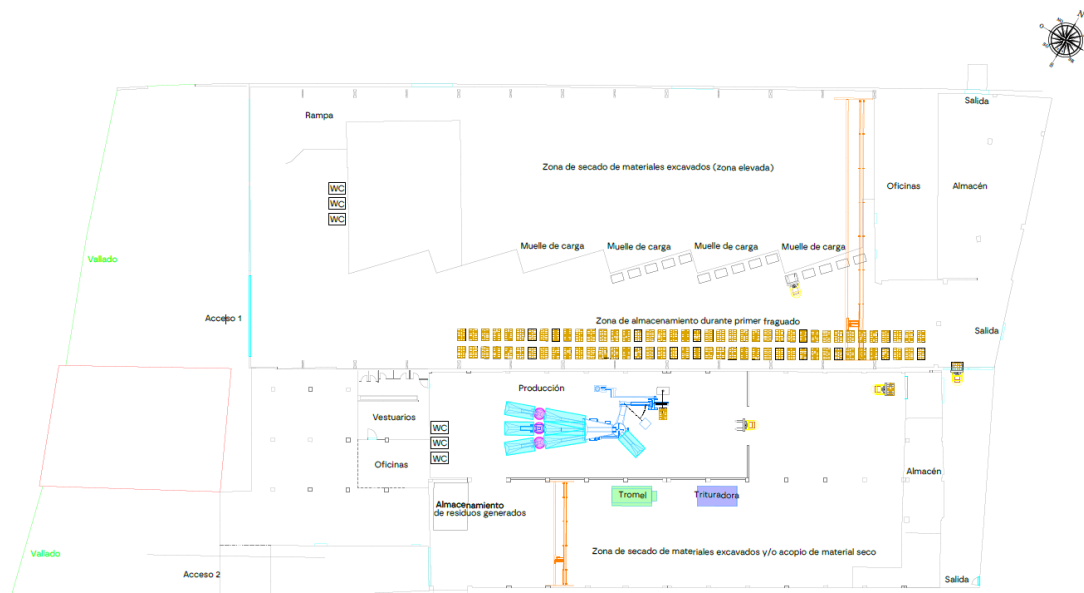 N
O
Salida
Rampa
Zona de secado de materiales excavados (zona elevada)
Oficinas
Almacén
WC
WC
WC
Muelle de carga
Muelle de carga
Muelle de carga
Muelle de carga
Vallado
Acceso 1
Zona de almacenamiento durante primer fraguado
Salida
Producción
Vestuarios
WC
WC
WC
Oficinas
Almacén
Tromel
Trituradora
Almacenamiento
de residuos generados
Vallado
Zona de secado de materiales excavados y/o acopio de material seco
Acceso 2
Salida